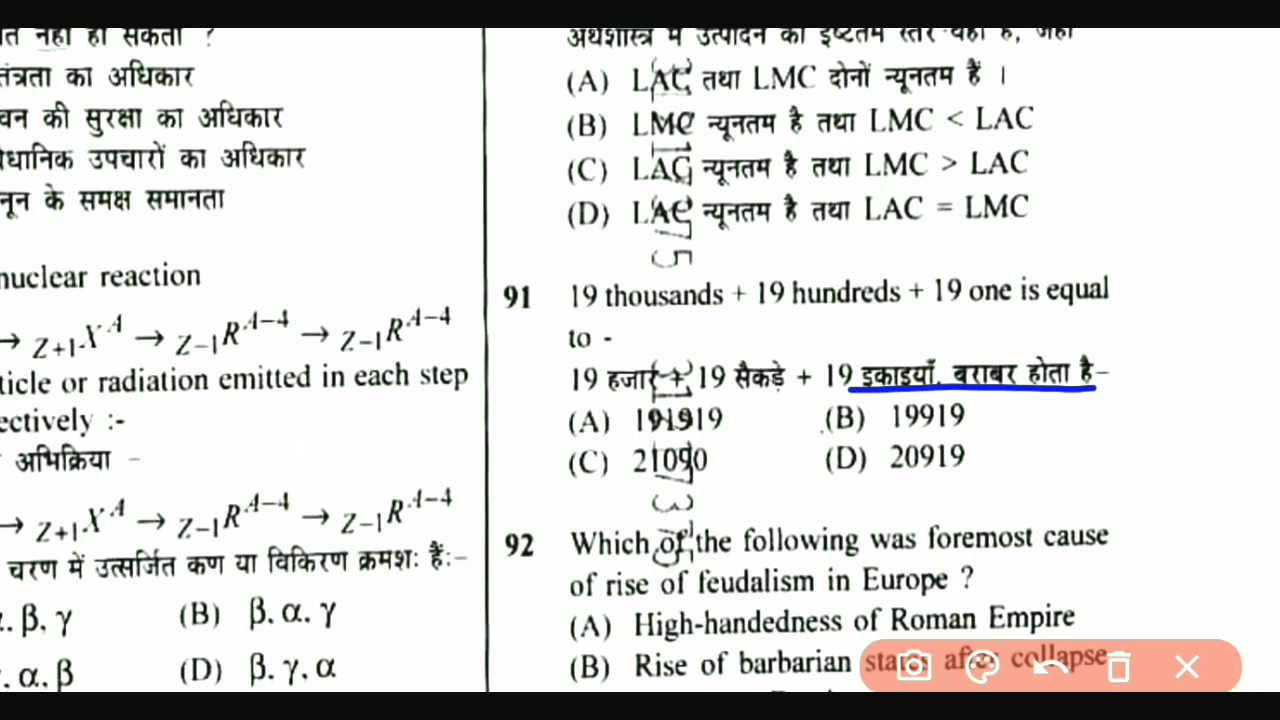 नहीं हो सकता ?
तंत्रता का अधिकार
वन की सुरक्षा का अधिकार
धानिक उपचारों का अधिकार
नून के समक्ष समानता
nuclear reaction
→ Z+1X^A → Z−1R^A−4 → Z−1R^A−4
ticle or radiation emitted in each step
ectively :-
अभिक्रिया –
→ Z+1X^A → Z−1R^A−4 → Z−1R^A−4
चरण में उत्सर्जित कण या विकिरण क्रमशः हैं:–
β, γ (B) β, α, γ
α, β (D) β, γ, α
अर्थशास्त्र में उत्पादन का इष्टतम स्तर वहाँ है, जहाँ
(A) LAC तथा LMC दोनों न्यूनतम हैं ।
(B) LMC न्यूनतम है तथा LMC < LAC
(C) LAC न्यूनतम है तथा LMC > LAC
(D) LAC न्यूनतम है तथा LAC = LMC
91 19 thousands + 19 hundreds + 19 one is equal
to -
19 हजार + 19 सैकड़े + 19 इकाइयाँ, बराबर होता है–
(A) 191919 (B) 19919
(C) 21090 (D) 20919
92 Which of the following was foremost cause
of rise of feudalism in Europe ?
(A) High-handedness of Roman Empire
(B) Rise of barbarian states after collapse